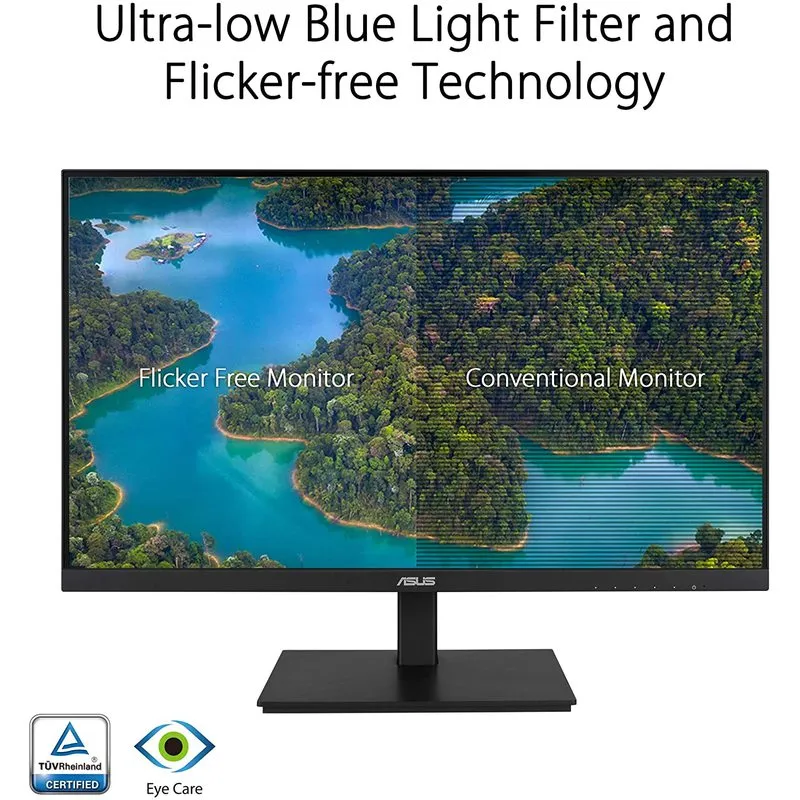 Ultra-low Blue Light Filter and
Flicker-free Technology
Flicker Free Monitor
Conventional Monitor
ASUS
TÜVRheinland®
CERTIFIED
Eye Care